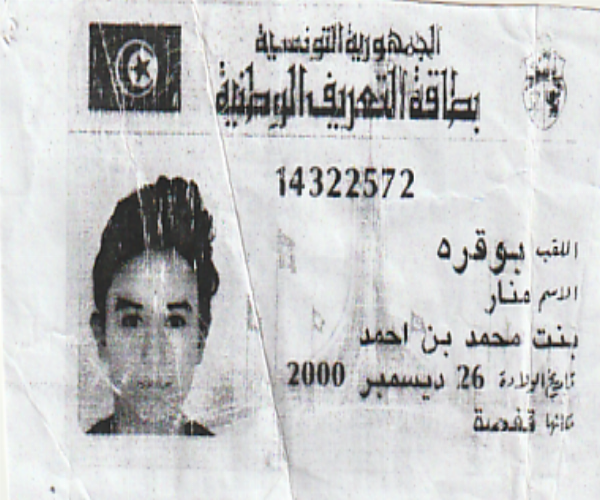 الجمهورية التونسية
بطاقة التعريف الوطنية
14322572
اللقب بوقره
الاسم منار
بنت محمد بن احمد
تاريخ الولادة 26 ديسمبر 2000
مكانها قفصة